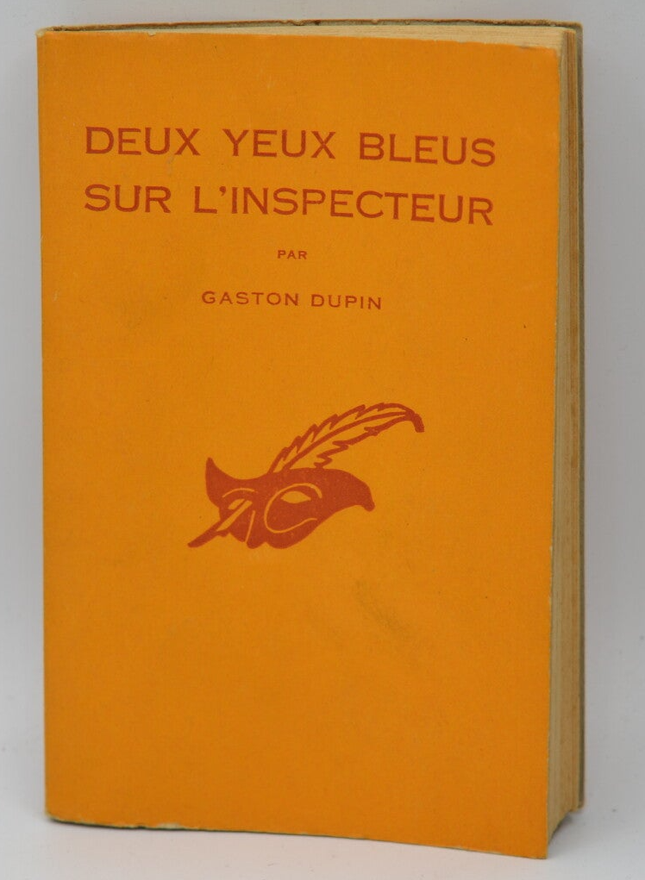 DEUX YEUX BLEUS
SUR L'INSPECTEUR
PAR
GASTON DUPIN